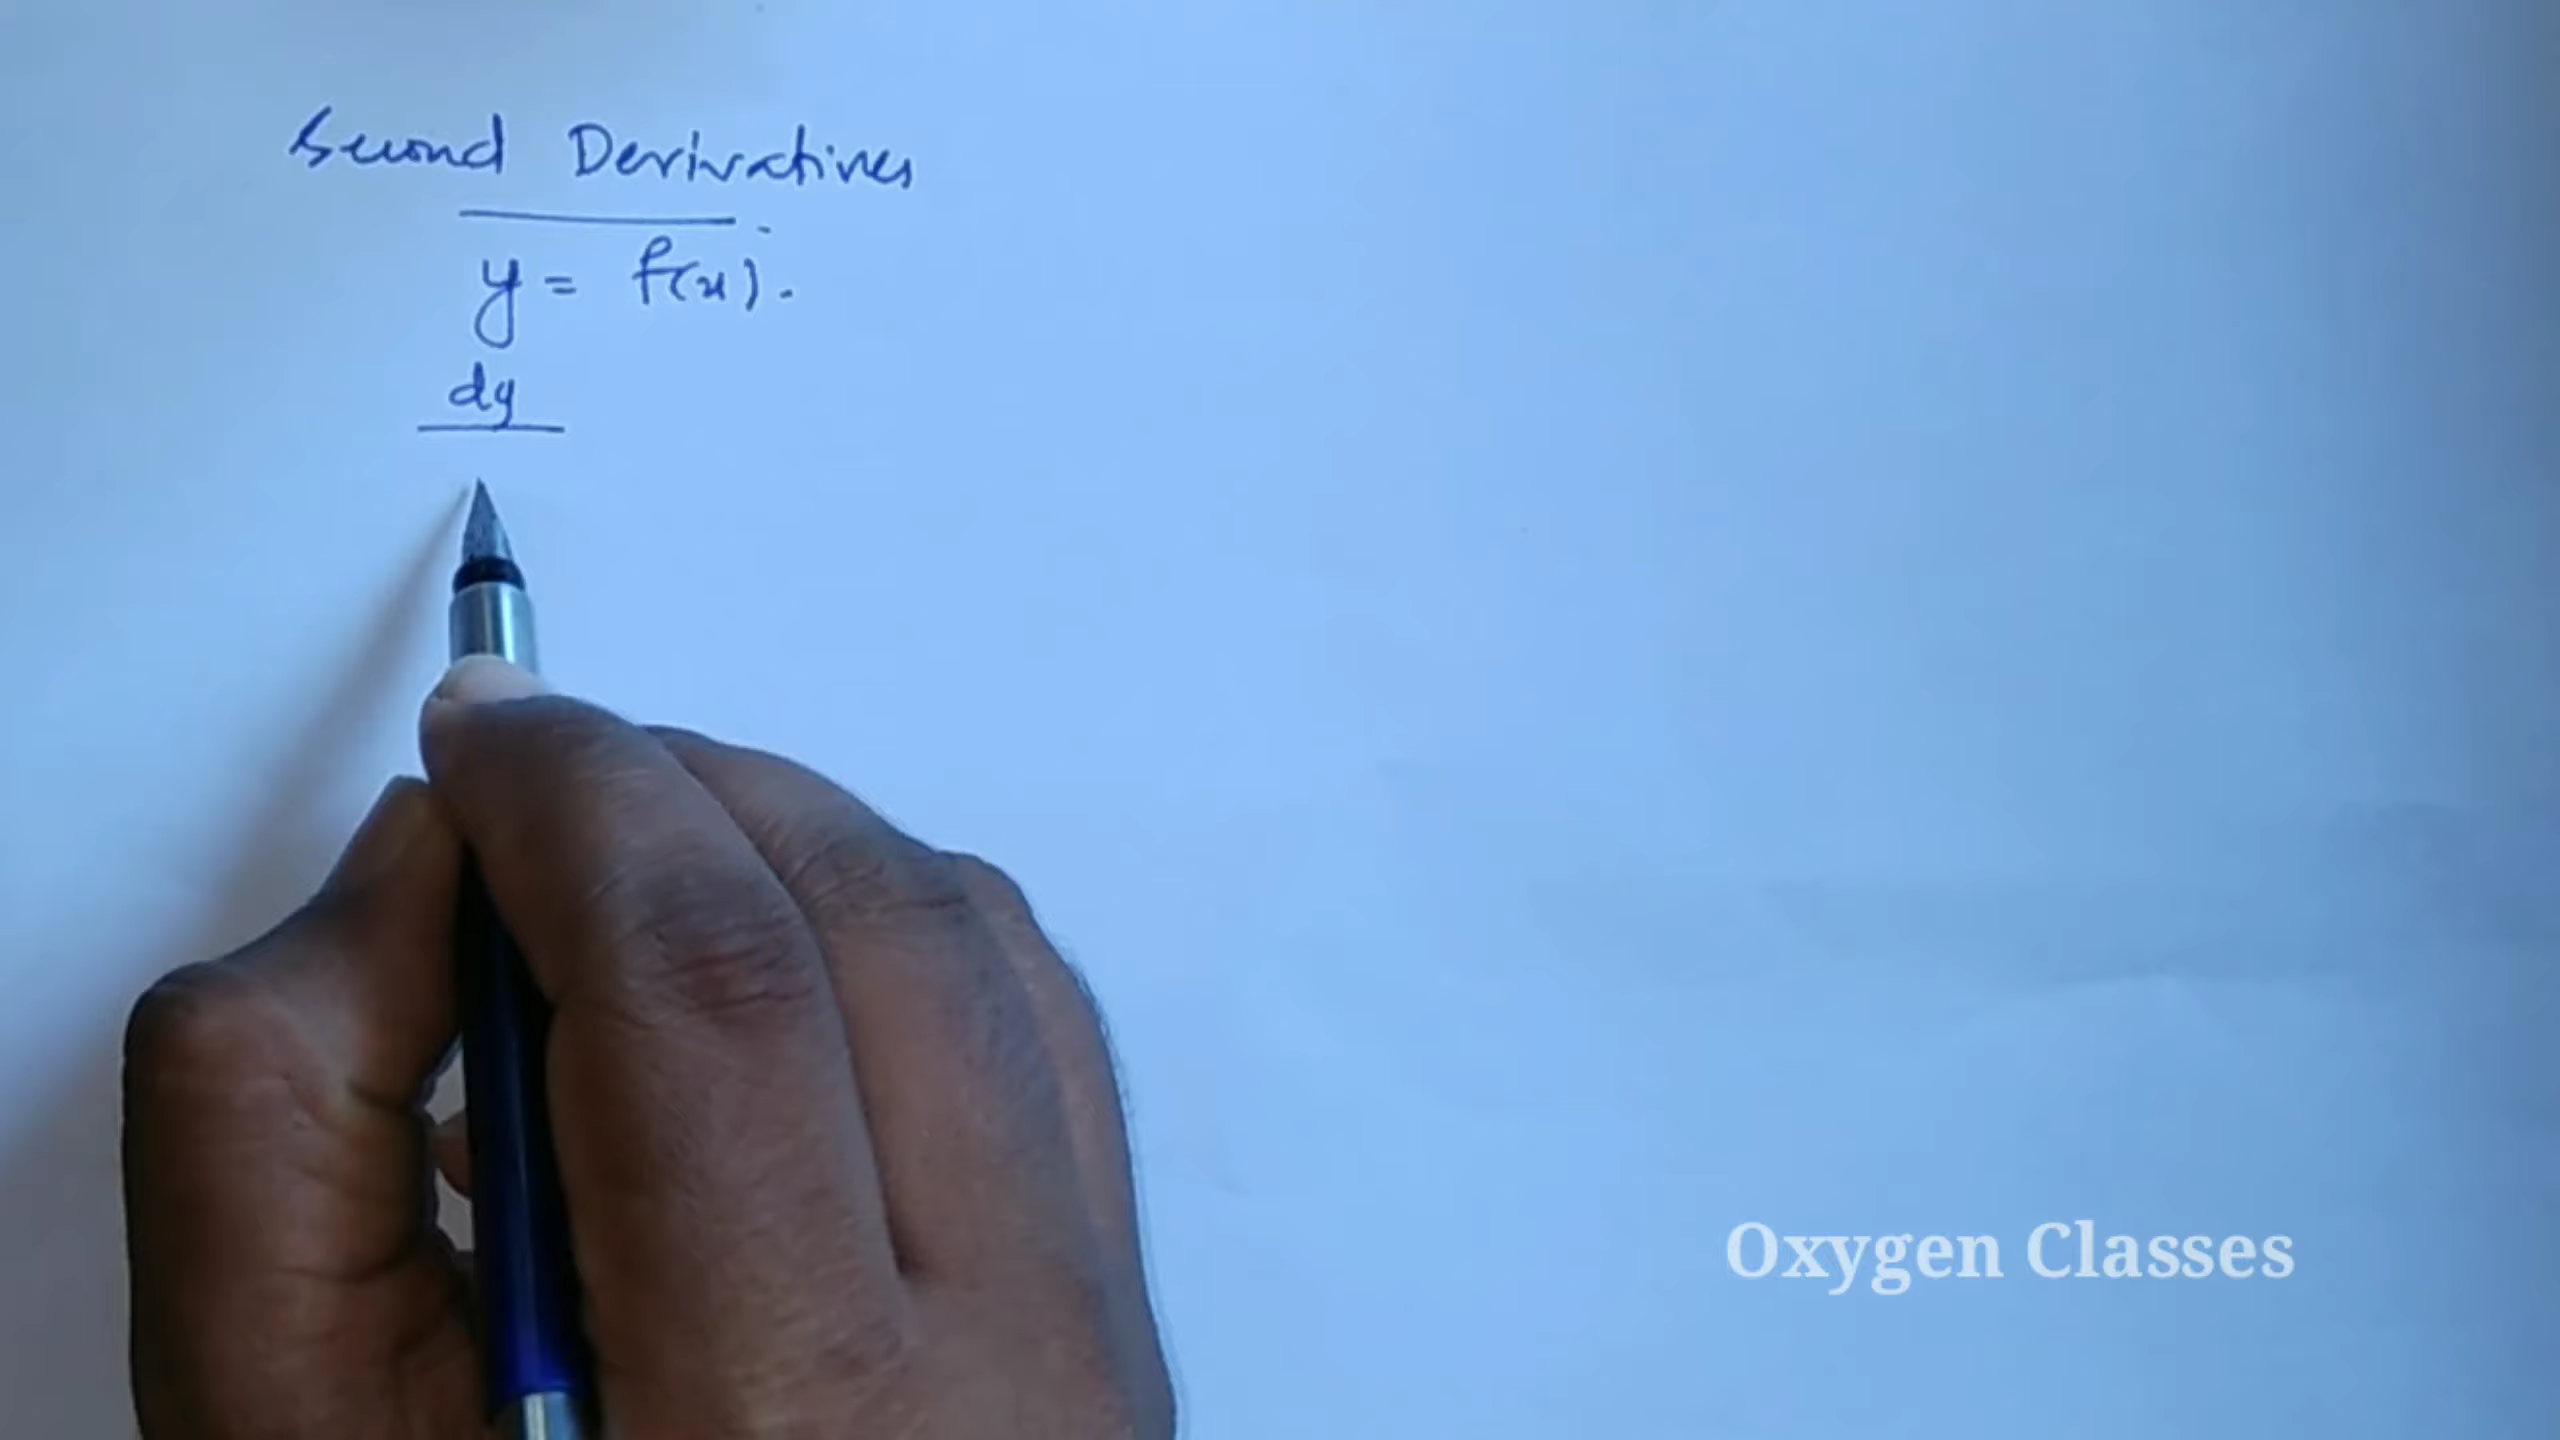 Second Derivatives
y = f(x).
dy
Oxygen Classes